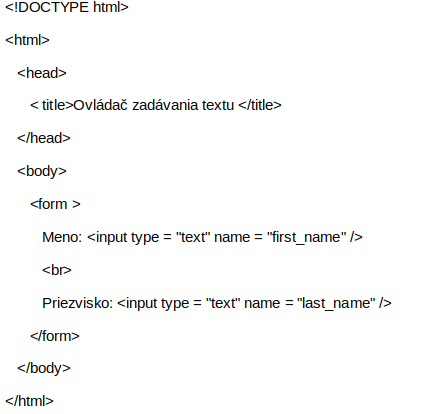 <!DOCTYPE html>
<html>
<head>
< title>Ovládač zadávania textu </title>
</head>
<body>
<form >
Meno: <input type = "text" name = "first_name" />
<br>
Priezvisko: <input type = "text" name = "last_name" />
</form>
</body>
</html>